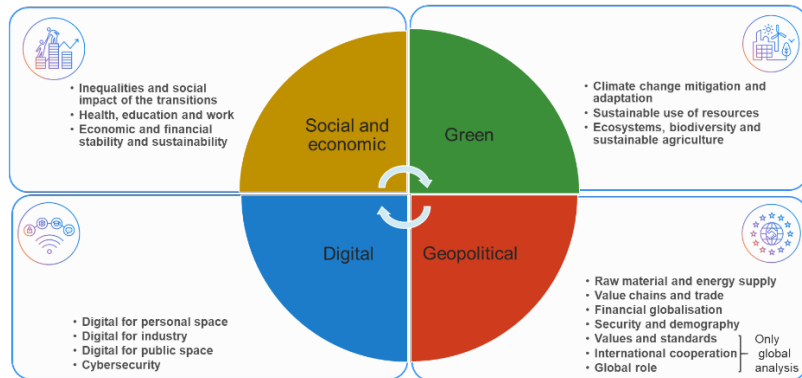 • Inequalities and social
impact of the transitions
• Health, education and work
• Economic and financial
stability and sustainability
Social and
economic
Green
• Climate change mitigation and
adaptation
• Sustainable use of resources
• Ecosystems, biodiversity and
sustainable agriculture
Digital
Geopolitical
• Digital for personal space
• Digital for industry
• Digital for public space
• Cybersecurity
• Raw material and energy supply
• Value chains and trade
• Financial globalisation
• Security and demography
• Values and standards
• International cooperation
• Global role
Only
global
analysis